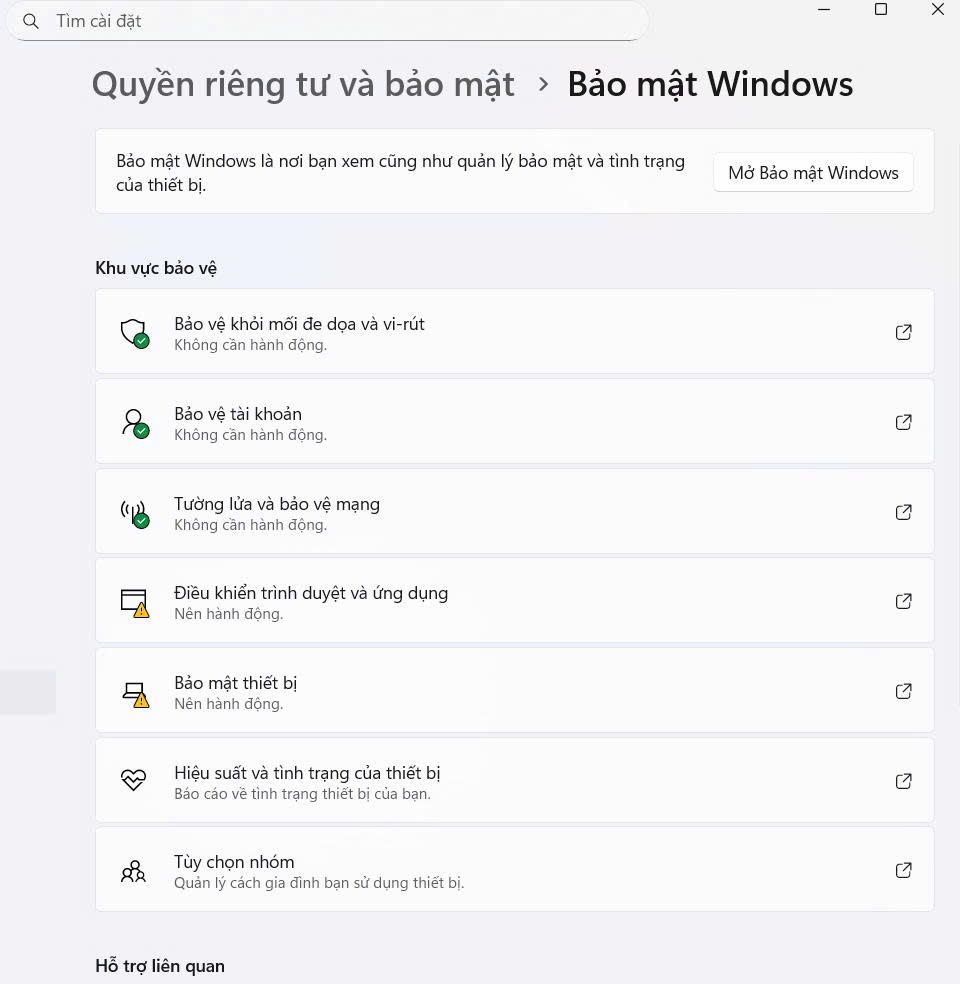 Tìm cài đặt
Quyền riêng tư và bảo mật > Bảo mật Windows
Bảo mật Windows là nơi bạn xem cũng như quản lý bảo mật và tình trạng
của thiết bị.
Mở Bảo mật Windows
Khu vực bảo vệ
Bảo vệ khỏi mối đe dọa và vi-rút
Không cần hành động.
Bảo vệ tài khoản
Không cần hành động.
Tường lửa và bảo vệ mạng
Không cần hành động.
Điều khiển trình duyệt và ứng dụng
Nên hành động.
Bảo mật thiết bị
Nên hành động.
Hiệu suất và tình trạng của thiết bị
Báo cáo về tình trạng thiết bị của bạn.
Tùy chọn nhóm
Quản lý cách gia đình bạn sử dụng thiết bị.
Hỗ trợ liên quan